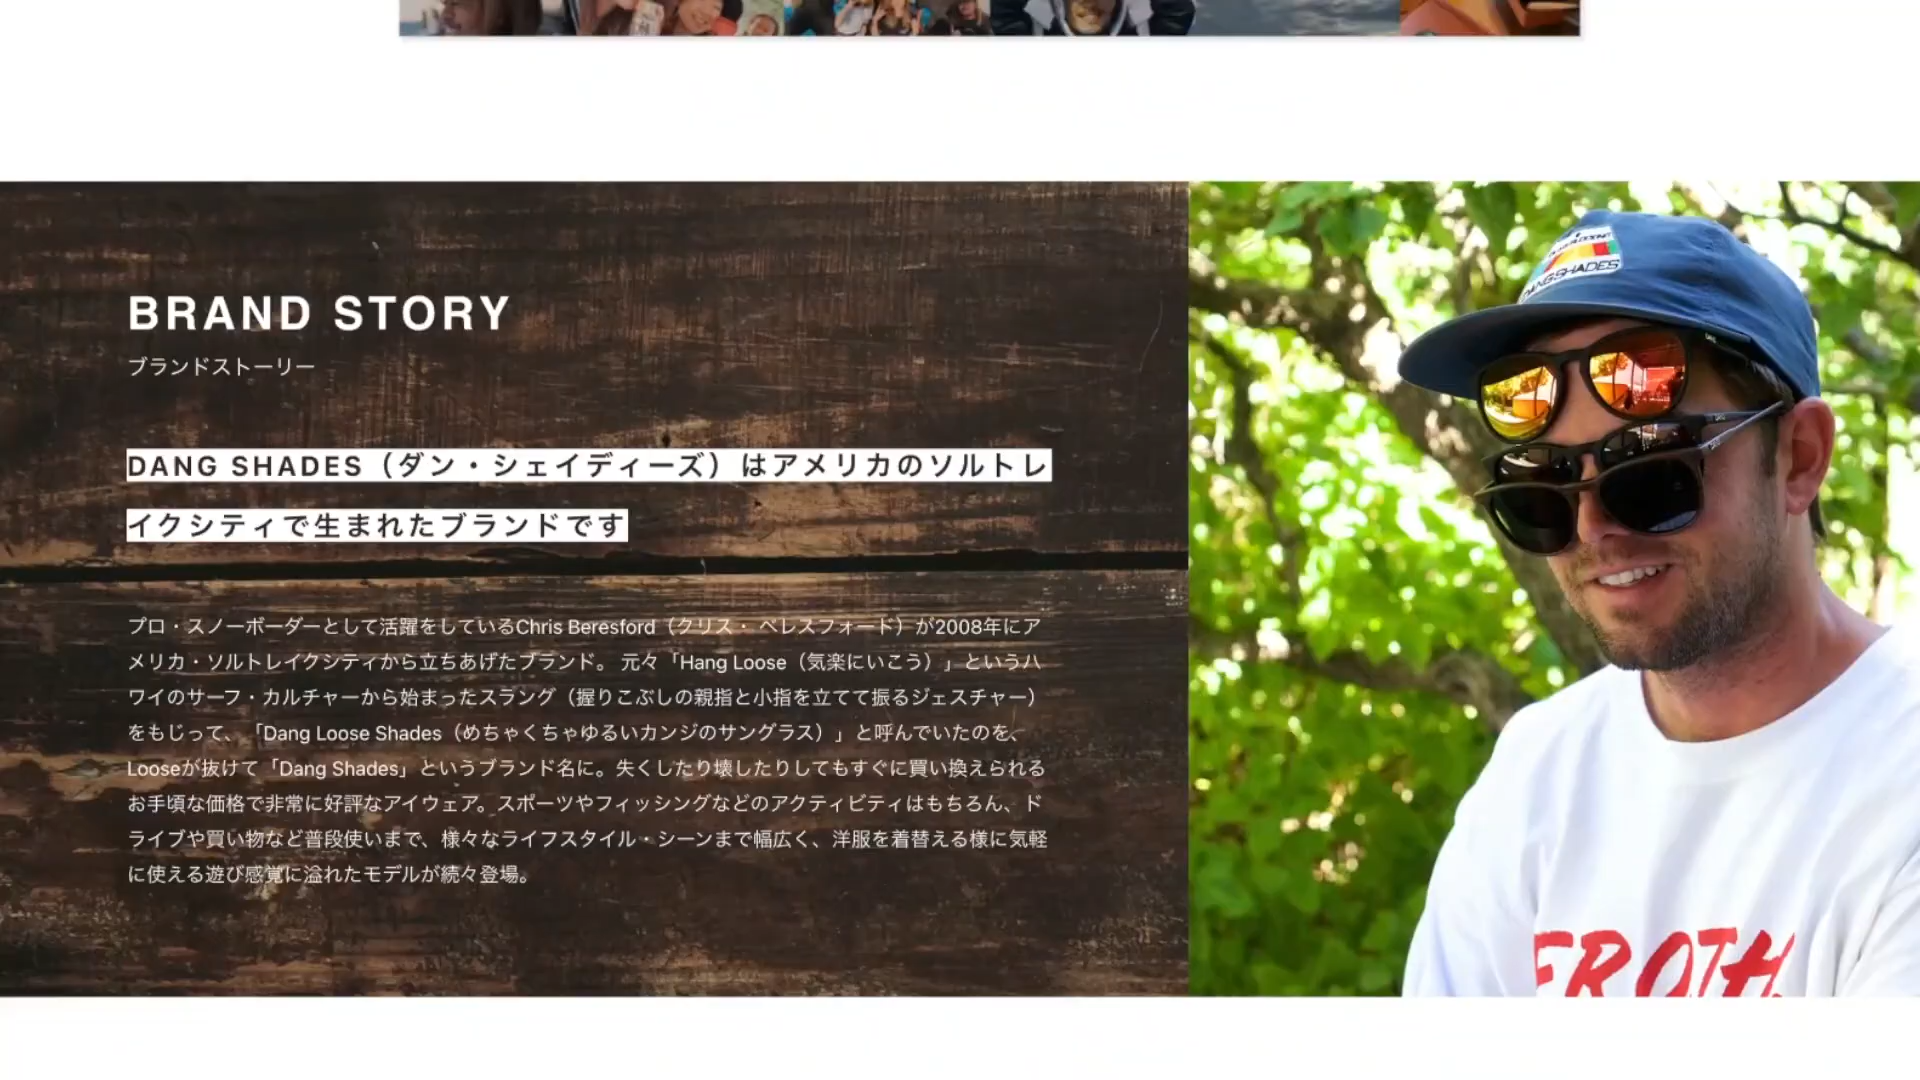 BRAND STORY
ブランドストーリー
DANG SHADES（ダン・シェイディーズ）はアメリカのソルトレ
イクシティで生まれたブランドです
プロ・スノーボーダーとして活躍をしているChris Beresford（クリス・ ベレスフォード）が2008年にア
メリカ・ソルトレイクシティから立ちあげたブランド。 元々「Hang Loose（気楽にいこう）」というハ
ワイのサーフ・カルチャーから始まったスラング（握りこぶしの親指と小指を立てて振るジェスチャー）
をもじって、「Dang Loose Shades（めちゃくちゃゆるいカンジのサングラス）」と呼んでいたのを、
Looseが抜けて「Dang Shades」というブランド名に。失くしたり壊したりしてもすぐに買い換えられる
お手頃な価格で非常に好評なアイウェア。スポーツやフィッシングなどのアクティビティはもちろん、ド
ライブや買い物など普段使いまで、様々なライフスタイル・シーンまで幅広く、洋服を着替える様に気軽
に使える遊び感覚に溢れたモデルが続々登場。
DANG SHADES
FROTH